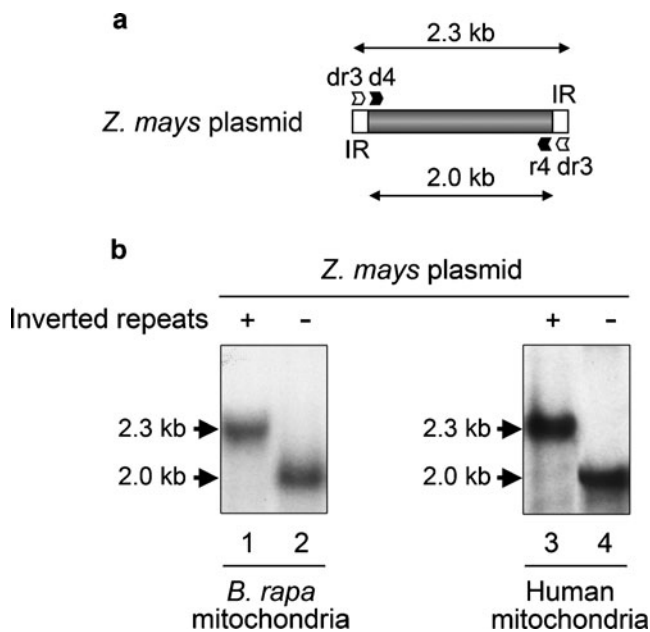 a
2.3 kb
dr3 d4
IR
Z. mays plasmid
IR
r4 dr3
2.0 kb
b
Z. mays plasmid
Inverted repeats + - + -
2.3 kb 2.3 kb
2.0 kb 2.0 kb
1 2 3 4
B. rapa Human
mitochondria mitochondria